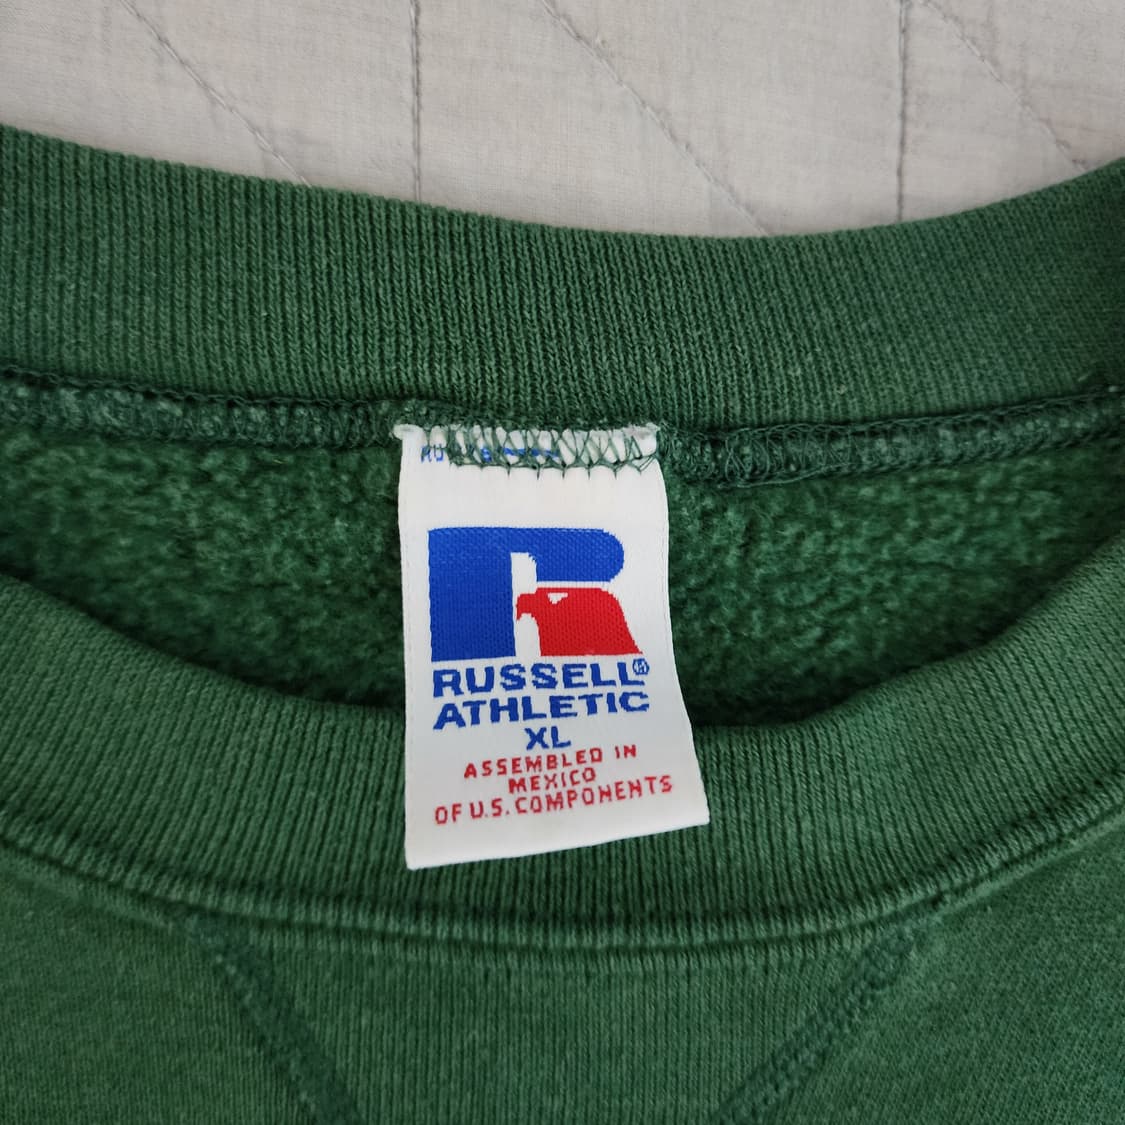 RUSSELL®
ATHLETIC
XL
ASSEMBLED IN
MEXICO
OF U.S. COMPONENTS